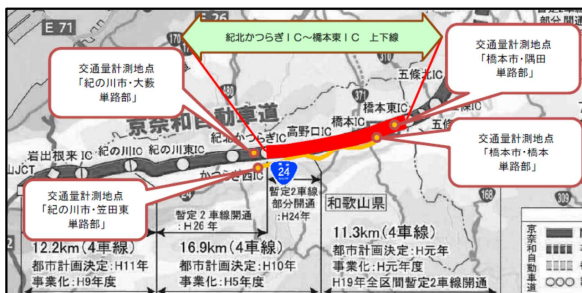 E 71
E 26
170
480
371
紀北かつらぎIC～橋本東IC　上下線
交通量計測地点
「紀の川市・大薮
単路部」
交通量計測地点
「橋本市・隅田
単路部」
交通量計測地点
「橋本市・橋本
単路部」
交通量計測地点
「紀の川市・笠田東
単路部」
五條北IC
橋本東IC
橋本IC
高野口IC
紀北かつらぎIC
京奈和自動車道
紀の川東IC
紀の川IC
岩出根来IC
山JCT
かつらぎ西IC
24
暫定2車線
部分開通
:H24年
暫定2車線開通
:H26年
和歌山県
309
12.2km(4車線)
都市計画決定：H11年
事業化：H9年度
16.9km(4車線)
都市計画決定：H10年
事業化：H5年度
11.3km(4車線)
都市計画決定：H元年
事業化：H元年度
H19年全区間暫定2車線開通
京奈和自動車道